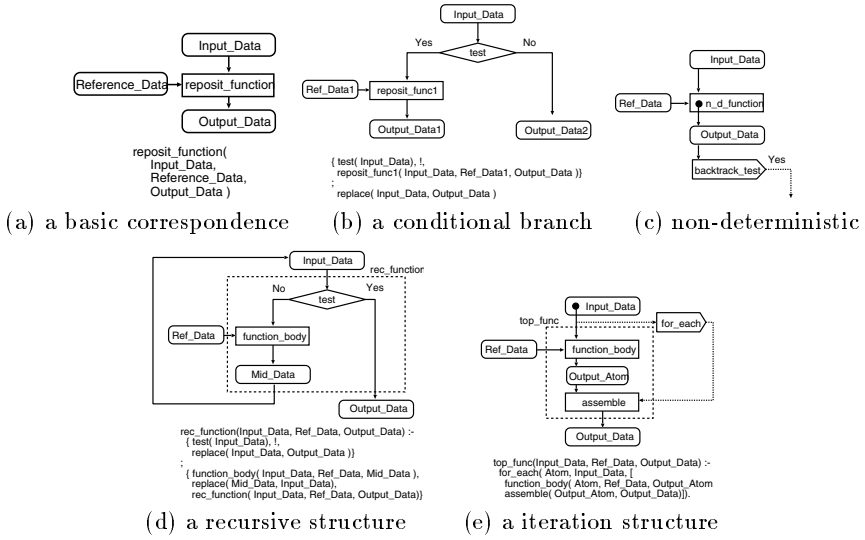 Input_Data
Reference_Data
reposit_function
Output_Data
reposit_function(
Input_Data,
Reference_Data,
Output_Data )
(a) a basic correspondence
Input_Data
Yes
test
No
Ref_Data1
reposit_func1
Output_Data1
Output_Data2
{ test( Input_Data), !,
reposit_func1( Input_Data, Ref_Data1, Output_Data )}
;
replace( Input_Data, Output_Data )
(b) a conditional branch
Input_Data
Ref_Data
n_d_function
Output_Data
backtrack_test
Yes
(c) non-deterministic
Input_Data
rec_function
No
test
Yes
Ref_Data
function_body
Mid_Data
Output_Data
rec_function(Input_Data, Ref_Data, Output_Data) :-
{ test( Input_Data), !,
replace( Input_Data, Output_Data )}
;
{ function_body( Input_Data, Ref_Data, Mid_Data ),
replace( Mid_Data, Input_Data),
rec_function( Input_Data, Ref_Data, Output_Data)}
(d) a recursive structure
Input_Data
top_func
for_each
Ref_Data
function_body
Output_Atom
assemble
Output_Data
top_func(Input_Data, Ref_Data, Output_Data) :-
for_each( Atom, Input_Data, [
function_body( Atom, Ref_Data, Output_Atom
assemble( Output_Atom, Output_Data)]).
(e) a iteration structure